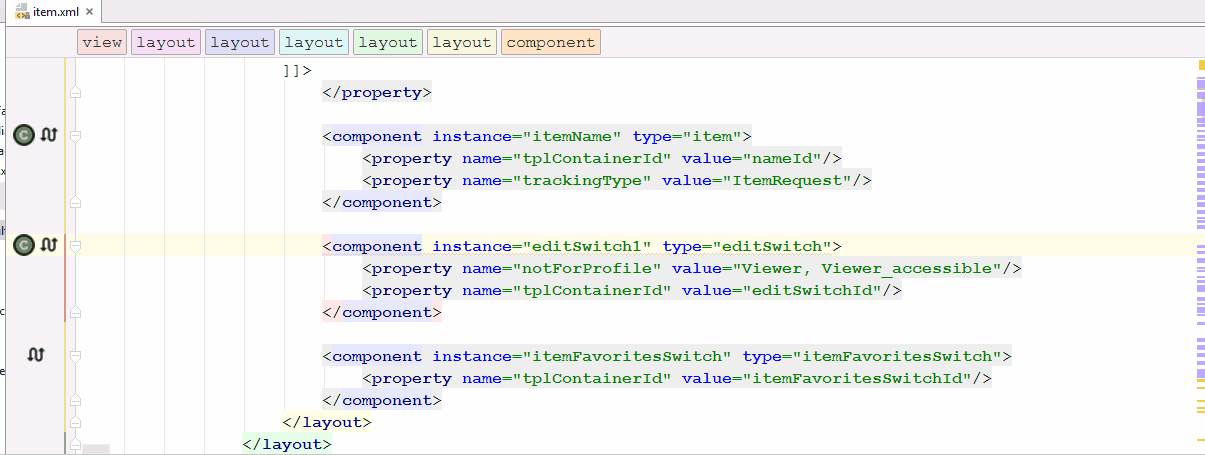 item.xml
view layout layout layout layout layout component
]]>
</property>
<component instance="itemName" type="item">
<property name="tplContainerId" value="nameId"/>
<property name="trackingType" value="ItemRequest"/>
</component>
<component instance="editSwitch1" type="editSwitch">
<property name="notForProfile" value="Viewer, Viewer_accessible"/>
<property name="tplContainerId" value="editSwitchId"/>
</component>
<component instance="itemFavoritesSwitch" type="itemFavoritesSwitch">
<property name="tplContainerId" value="itemFavoritesSwitchId"/>
</component>
</layout>
</layout>